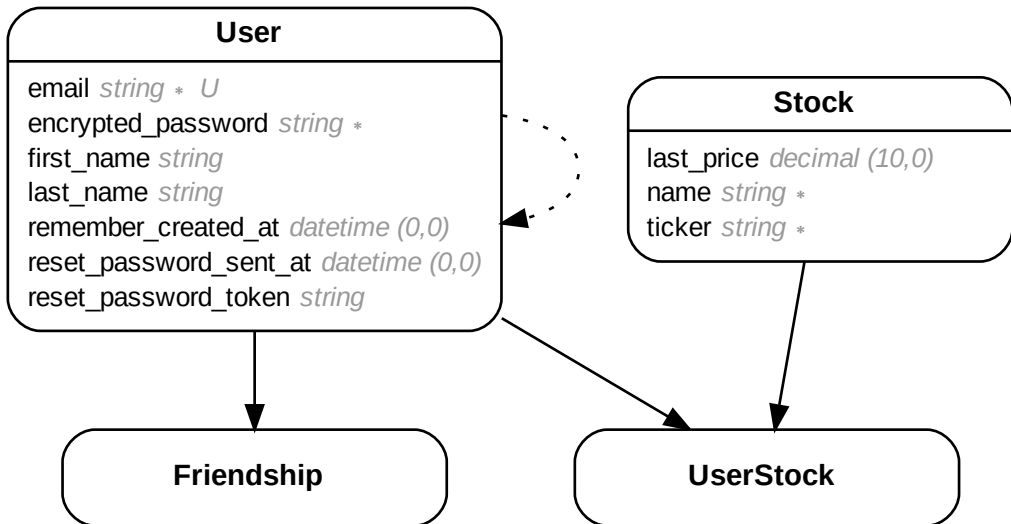 User
email string * U
encrypted_password string *
first_name string
last_name string
remember_created_at datetime (0,0)
reset_password_sent_at datetime (0,0)
reset_password_token string
Stock
last_price decimal (10,0)
name string *
ticker string *
Friendship
UserStock